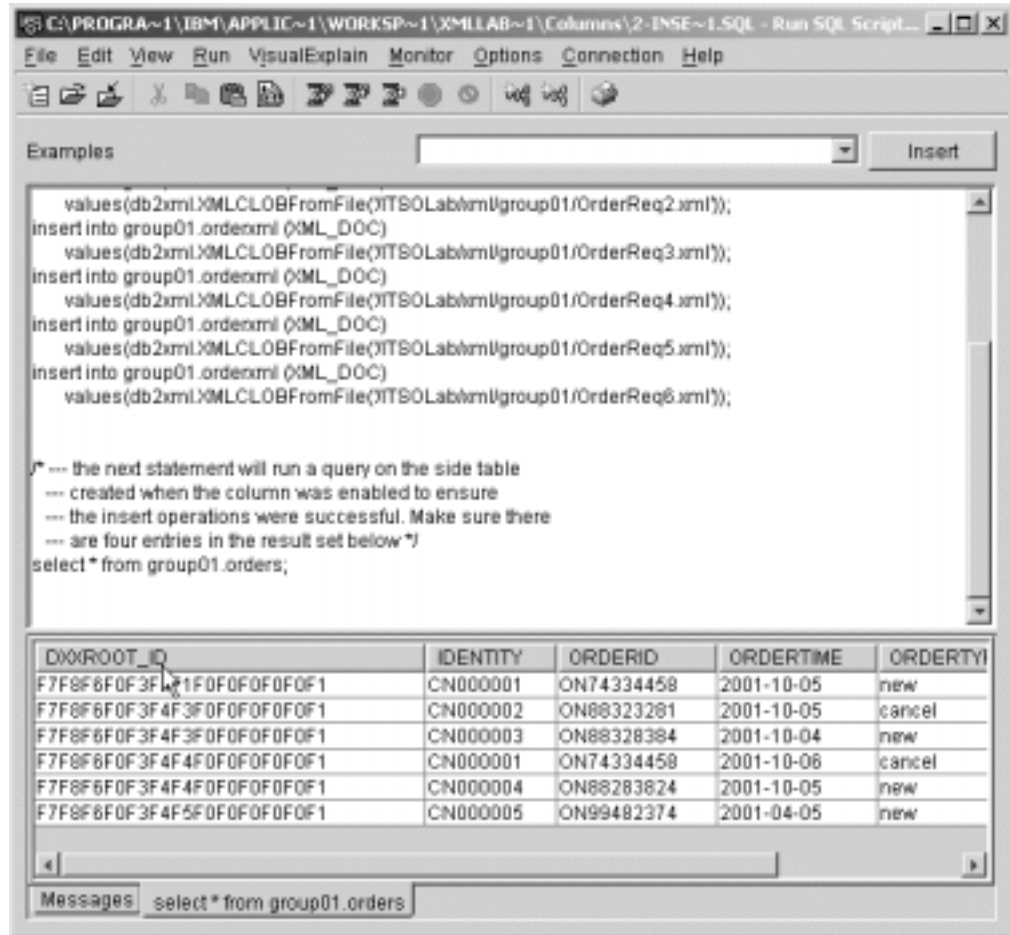 C:\PROGRA~1\IBM\APPLIC~1\WORKSP~1\XMLLAB~1\Columns\2-INSE~1.SQL - Run SQL Script...
File Edit View Run VisualExplain Monitor Options Connection Help
Examples Insert
values(db2xml.XMLCLOBFromFile('/ITSOLab/xml/group01/OrderReq2.xml'));
insert into group01.orderxml (XML_DOC)
values(db2xml.XMLCLOBFromFile('/ITSOLab/xml/group01/OrderReq3.xml'));
insert into group01.orderxml (XML_DOC)
values(db2xml.XMLCLOBFromFile('/ITSOLab/xml/group01/OrderReq4.xml'));
insert into group01.orderxml (XML_DOC)
values(db2xml.XMLCLOBFromFile('/ITSOLab/xml/group01/OrderReq5.xml'));
insert into group01.orderxml (XML_DOC)
values(db2xml.XMLCLOBFromFile('/ITSOLab/xml/group01/OrderReq6.xml'));
/* --- the next statement will run a query on the side table
--- created when the column was enabled to ensure
--- the insert operations were successful. Make sure there
--- are four entries in the result set below */
select * from group01.orders;
DXXROOT_ID IDENTITY ORDERID ORDERTIME ORDERTY
CN000001 ON74334458 2001-10-05 new
F7F8F6F0F3F4F3F0F0F0F0F0F1 CN000002 ON88323281 2001-10-05 cancel
F7F8F6F0F3F4F3F0F0F0F0F0F1 CN000003 ON88328384 2001-10-04 new
F7F8F6F0F3F4F4F0F0F0F0F0F1 CN000001 ON74334458 2001-10-06 cancel
F7F8F6F0F3F4F4F0F0F0F0F0F1 CN000004 ON88283824 2001-10-05 new
F7F8F6F0F3F4F5F0F0F0F0F0F1 CN000005 ON99482374 2001-04-05 new
Messages select * from group01.orders